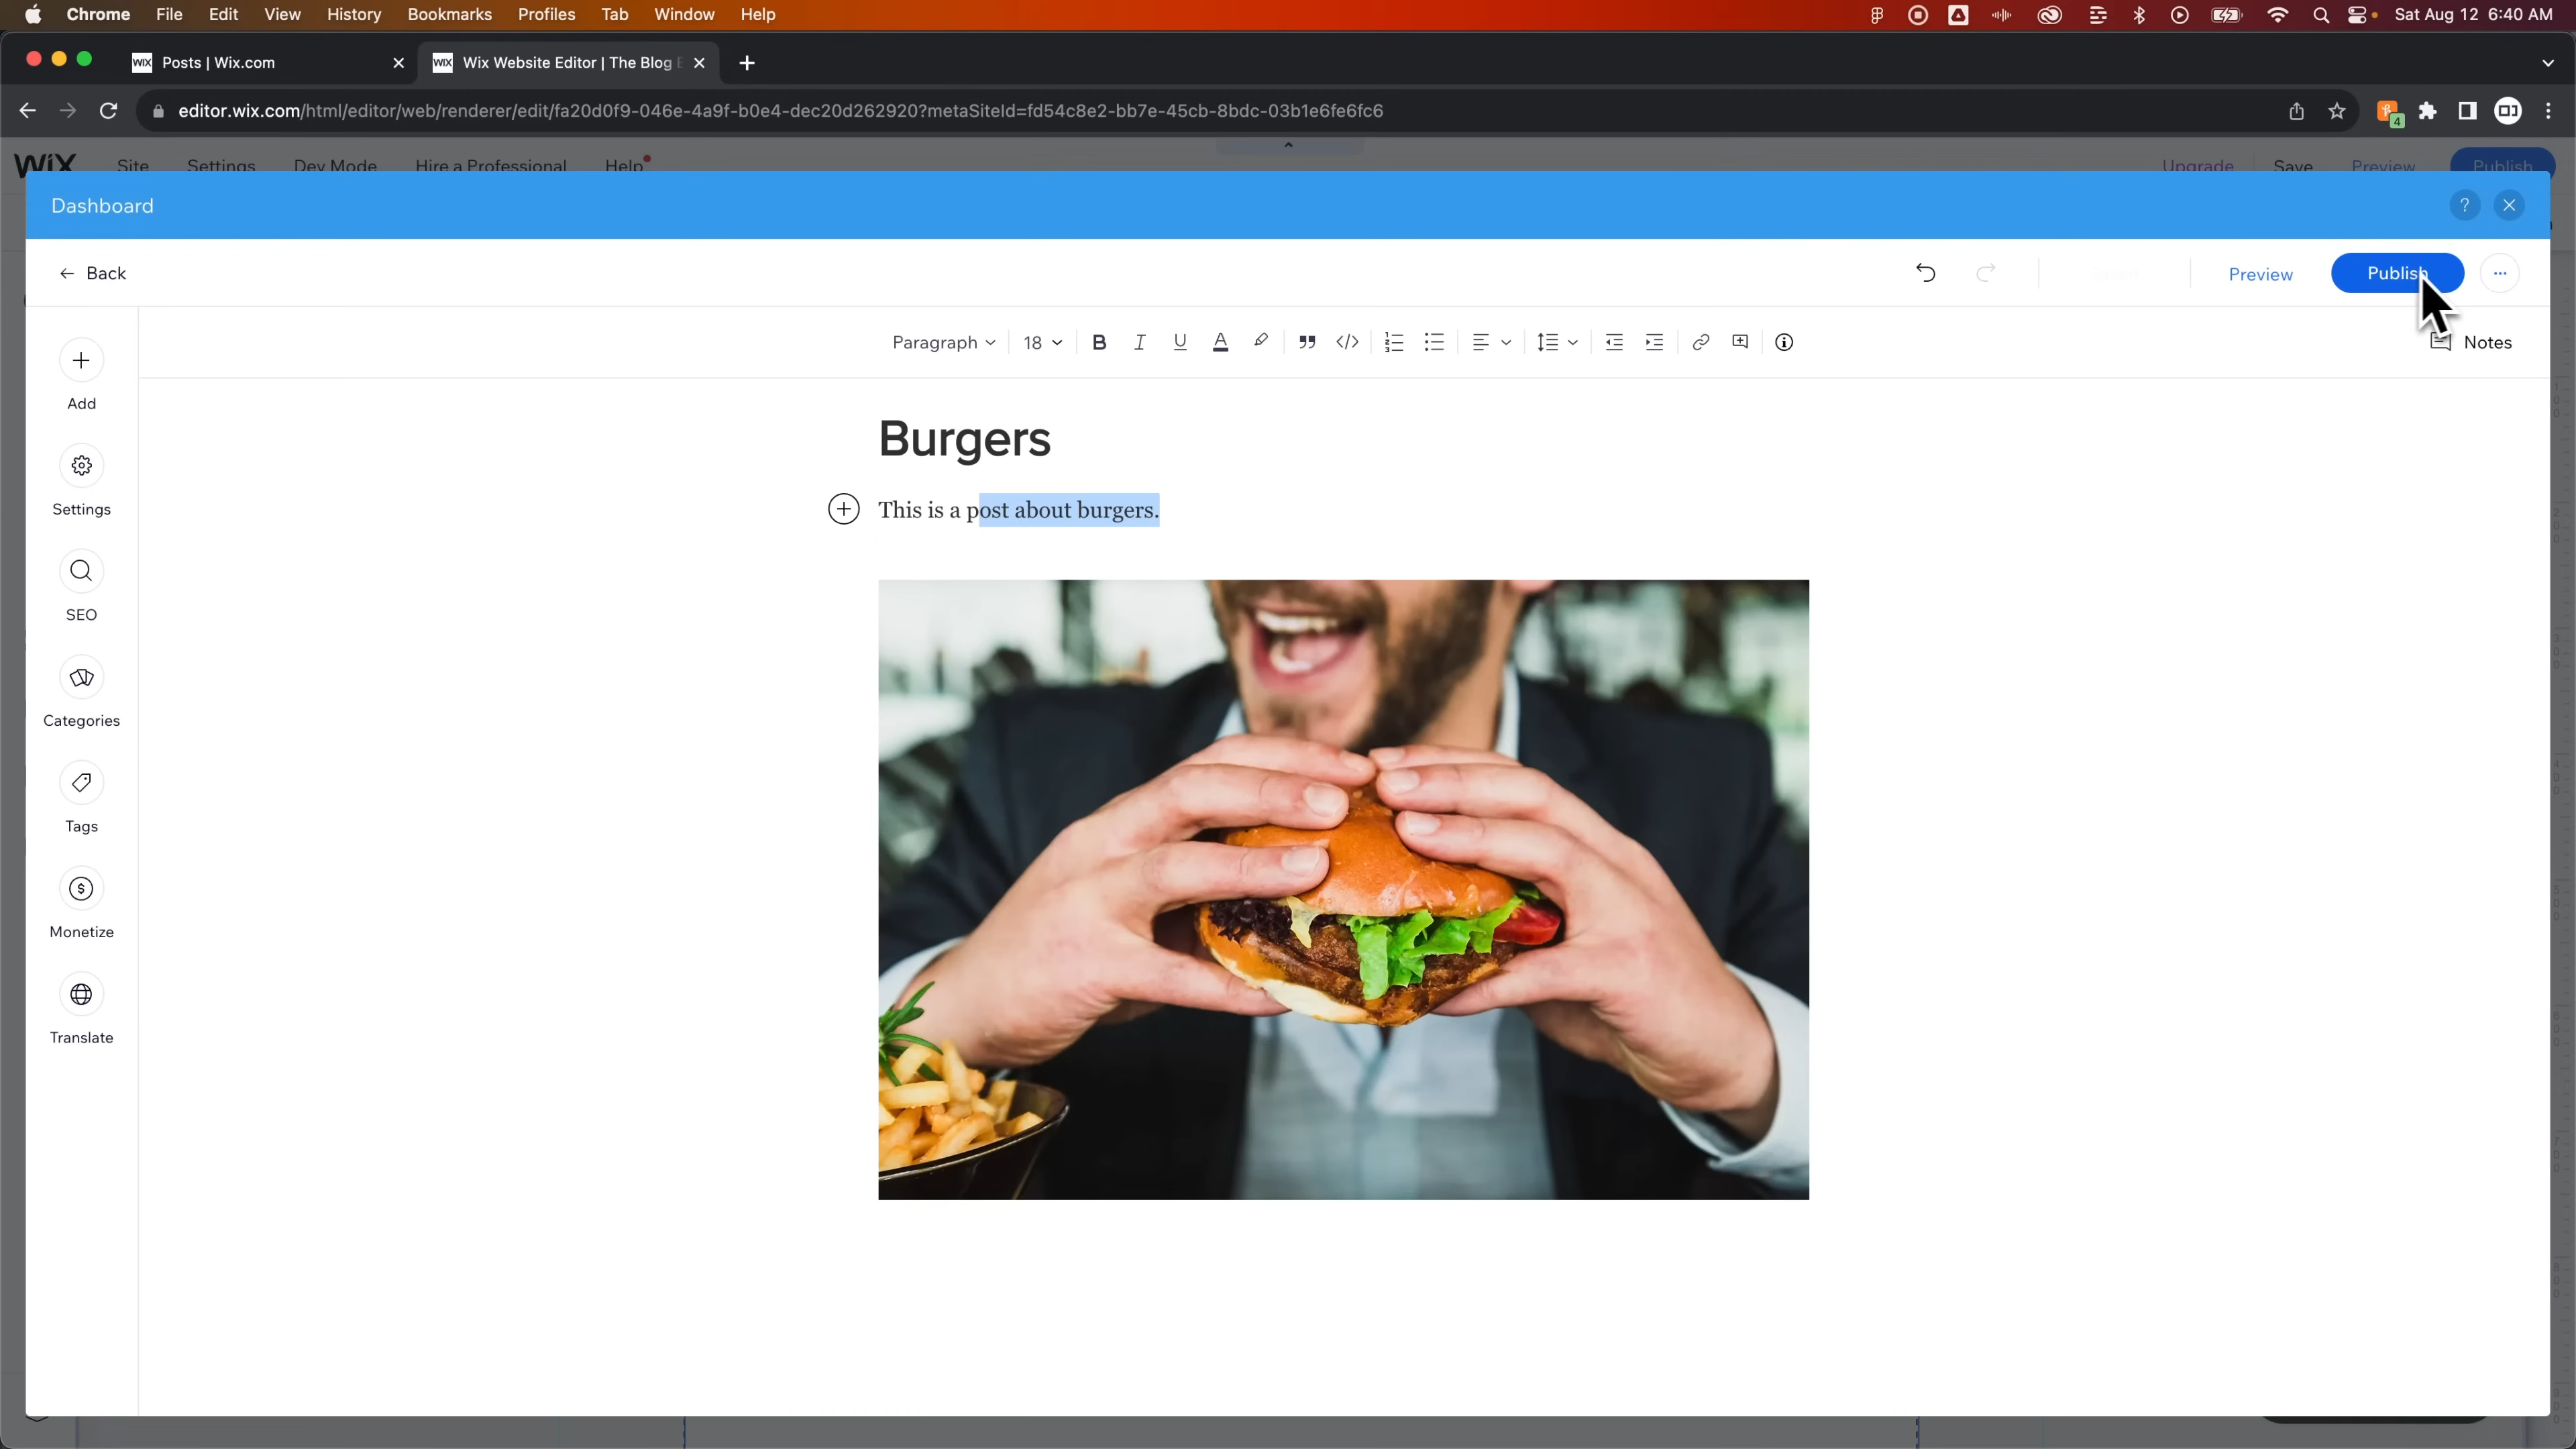 Chrome File Edit View History Bookmarks Profiles Tab Window Help Sat Aug 12 6:40 AM
WIX Posts | Wix.com WIX Wix Website Editor | The Blog
editor.wix.com/html/editor/web/renderer/edit/fa20d0f9-046e-4a9f-b0e4-dec20d262920?metaSiteId=fd54c8e2-bb7e-45cb-8bdc-03b1e6fe6fc6 4
WiX Site Settings Dev Mode Hire a Professional Help Upgrade Save Preview Publish
Dashboard ?
Back Preview Publish
Paragraph 18 B I U A Notes
Add
Settings
SEO
Categories
Tags
Monetize
Translate
Burgers
This is a post about burgers.